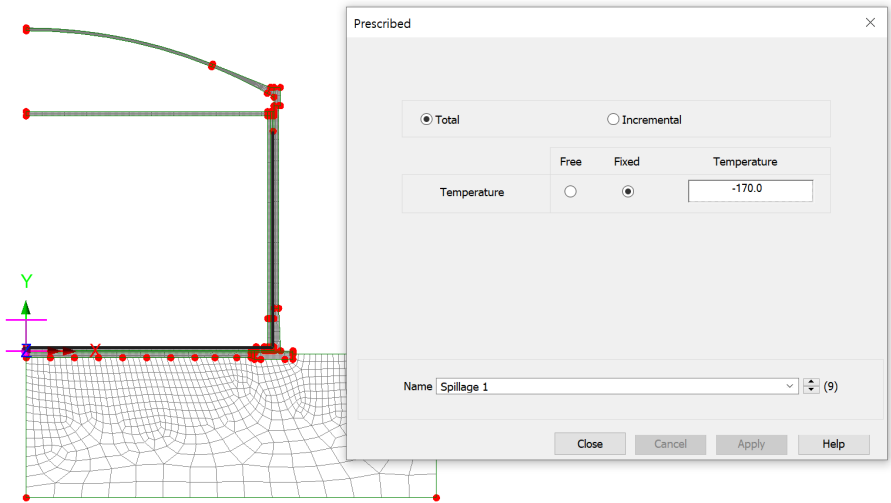 Prescribed
Total
Incremental
Free Fixed Temperature
Temperature -170.0
Y
Z X
Name Spillage 1 (9)
Close Cancel Apply Help